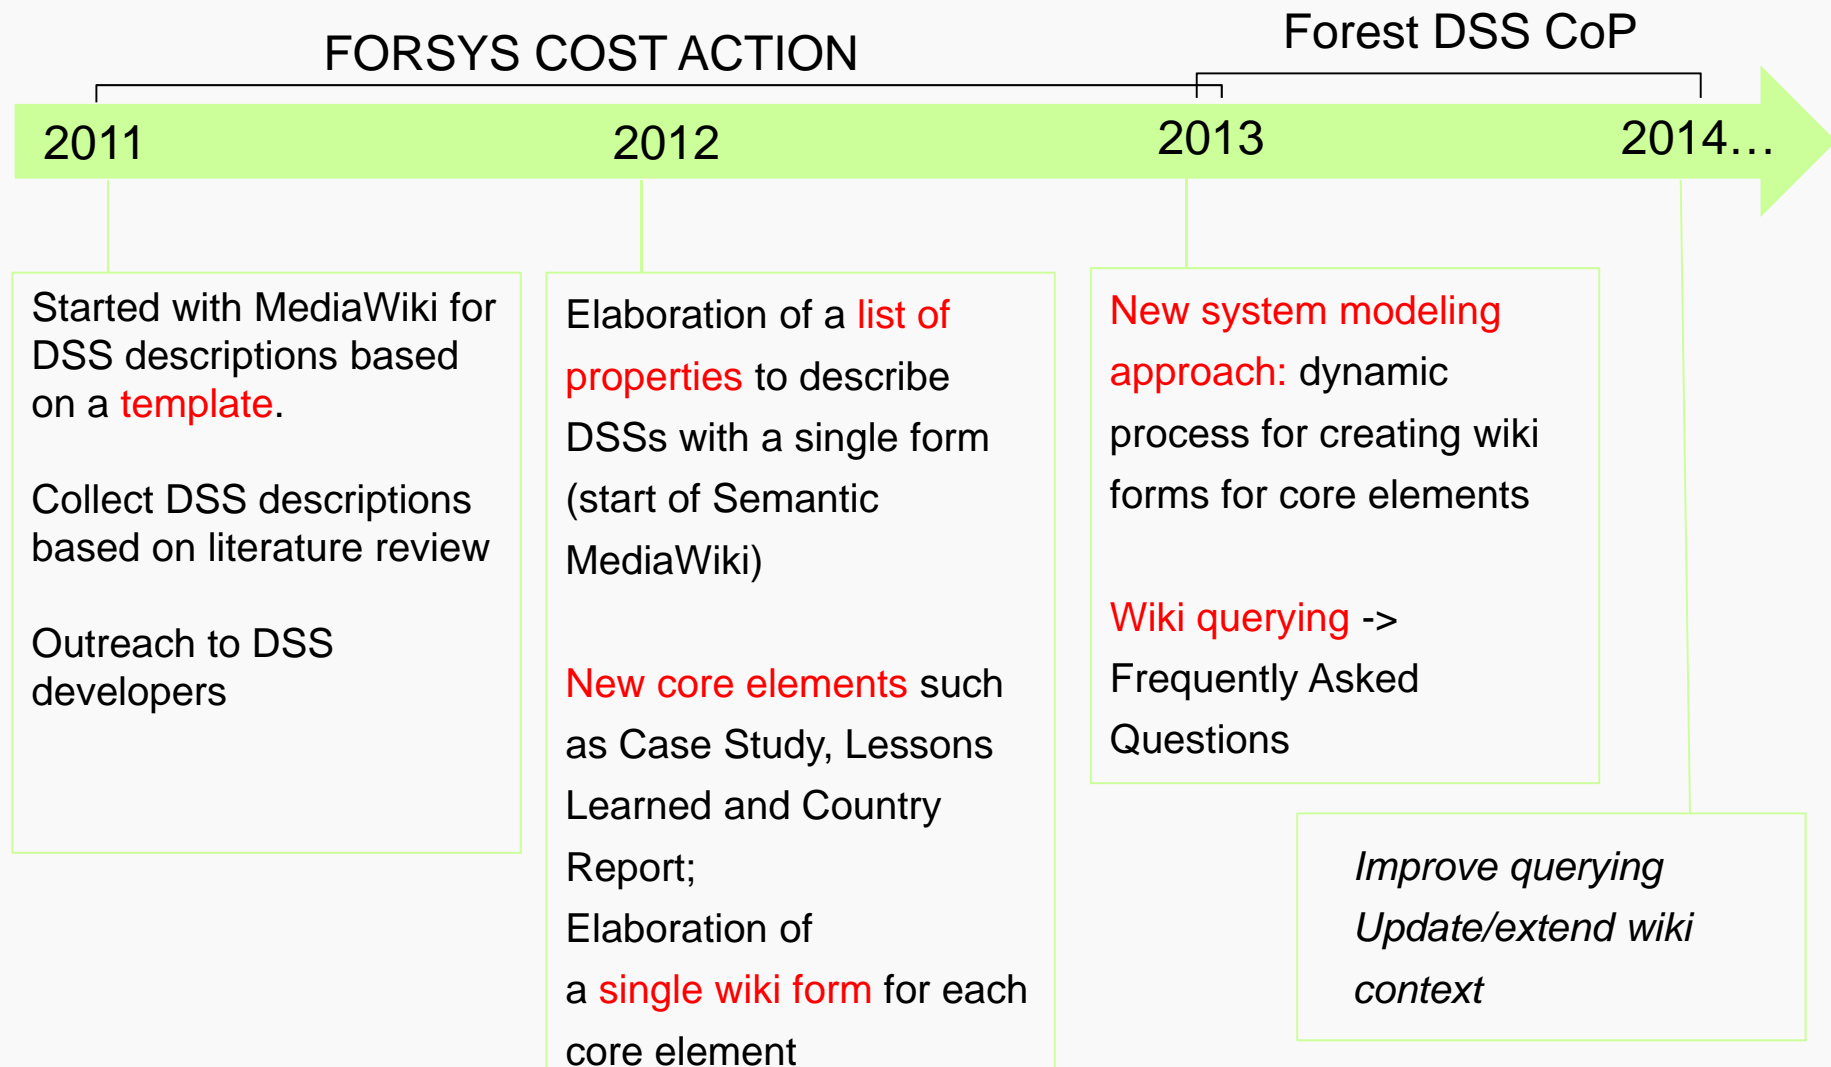 FORSYS COST ACTION
Forest DSS CoP
2011
2012
2013
2014…
Started with MediaWiki for
DSS descriptions based
on a template.
Collect DSS descriptions
based on literature review
Outreach to DSS
developers
Elaboration of a list of
properties to describe
DSSs with a single form
(start of Semantic
MediaWiki)
New core elements such
as Case Study, Lessons
Learned and Country
Report;
Elaboration of
a single wiki form for each
core element
New system modeling
approach: dynamic
process for creating wiki
forms for core elements
Wiki querying ->
Frequently Asked
Questions
Improve querying
Update/extend wiki
context